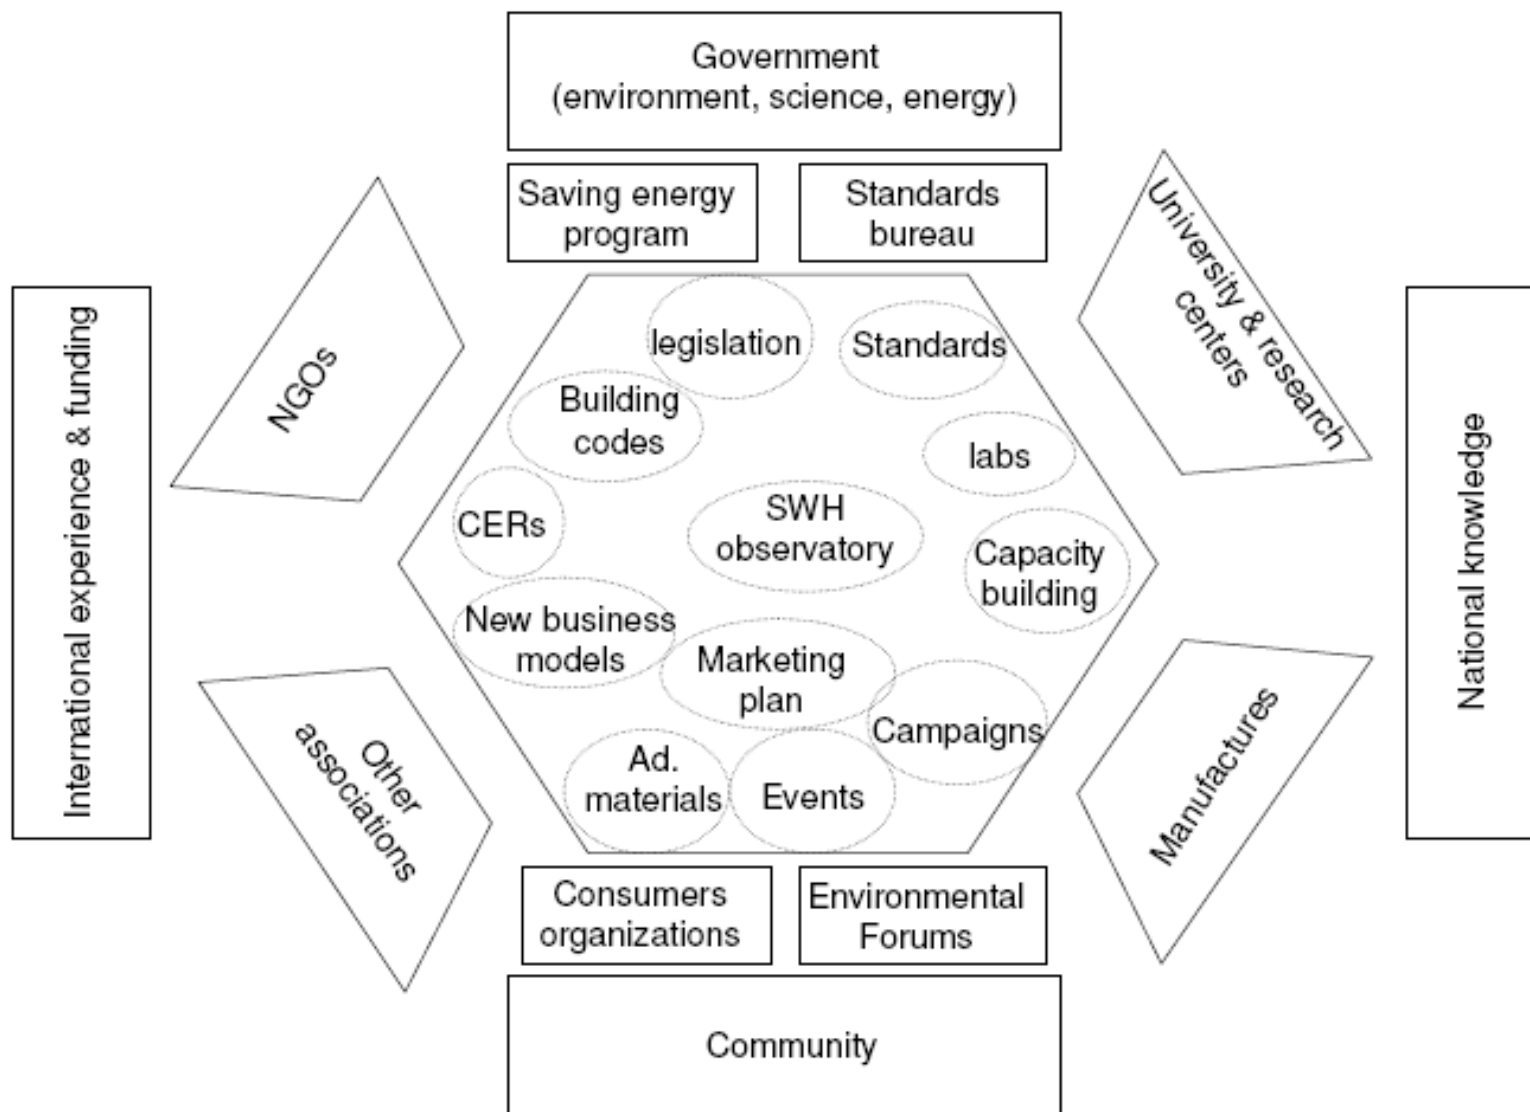 Government
(environment, science, energy)
Saving energy
program
Standards
bureau
University & research
centers
NGOs
International experience & funding
National knowledge
legislation
Standards
Building
codes
labs
CERs
SWH
observatory
Capacity
building
New business
models
Marketing
plan
Campaigns
Ad.
materials
Events
Other
associations
Manufactures
Consumers
organizations
Environmental
Forums
Community